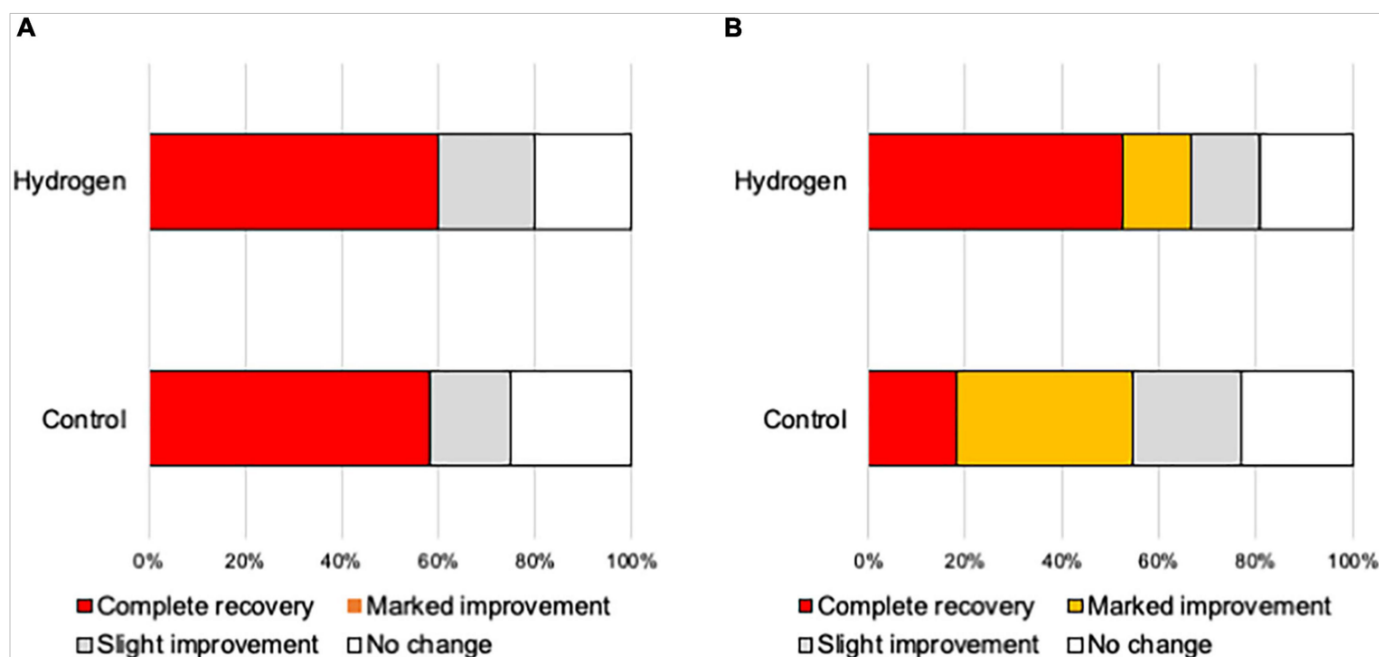 A
Hydrogen
Control
0% 20% 40% 60% 80% 100%
Complete recovery Marked improvement
Slight improvement No change
B
Hydrogen
Control
0% 20% 40% 60% 80% 100%
Complete recovery Marked improvement
Slight improvement No change